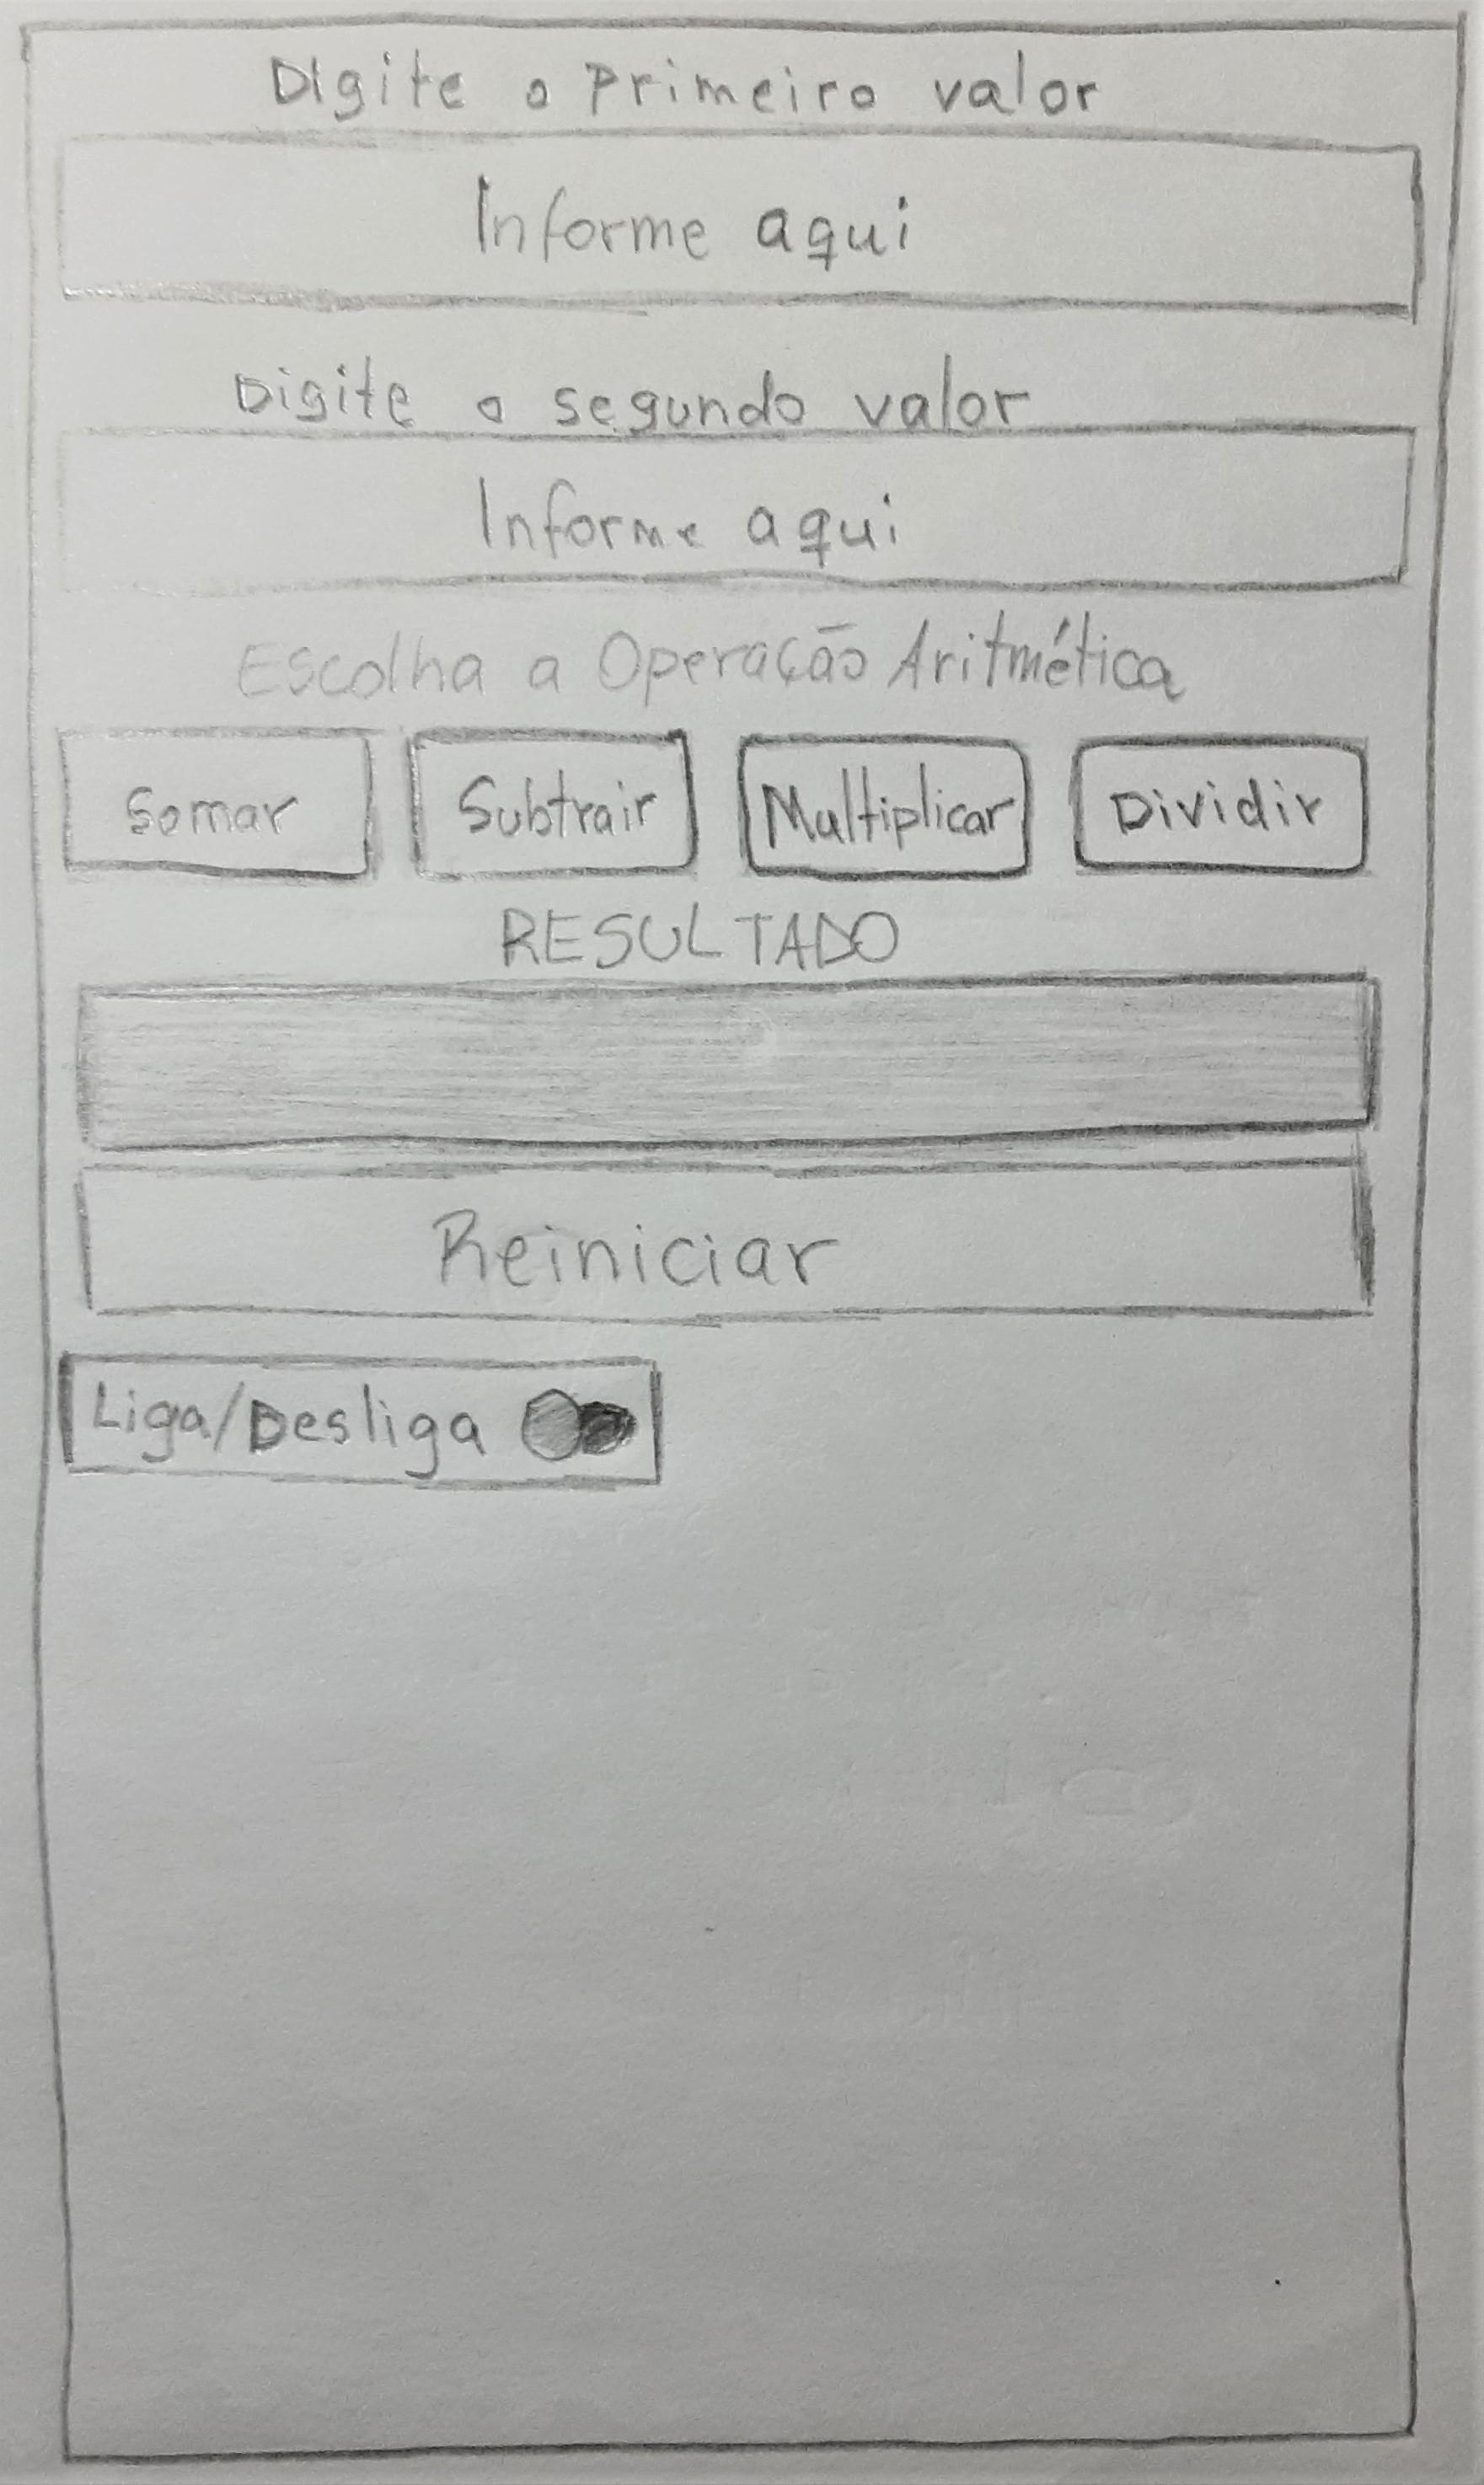 Digite o Primeiro valor
Informe aqui
Digite o segundo valor
Informe aqui
Escolha a Operação Aritmética
Somar Subtrair Multiplicar Dividir
RESULTADO
Reiniciar
Liga/Desliga